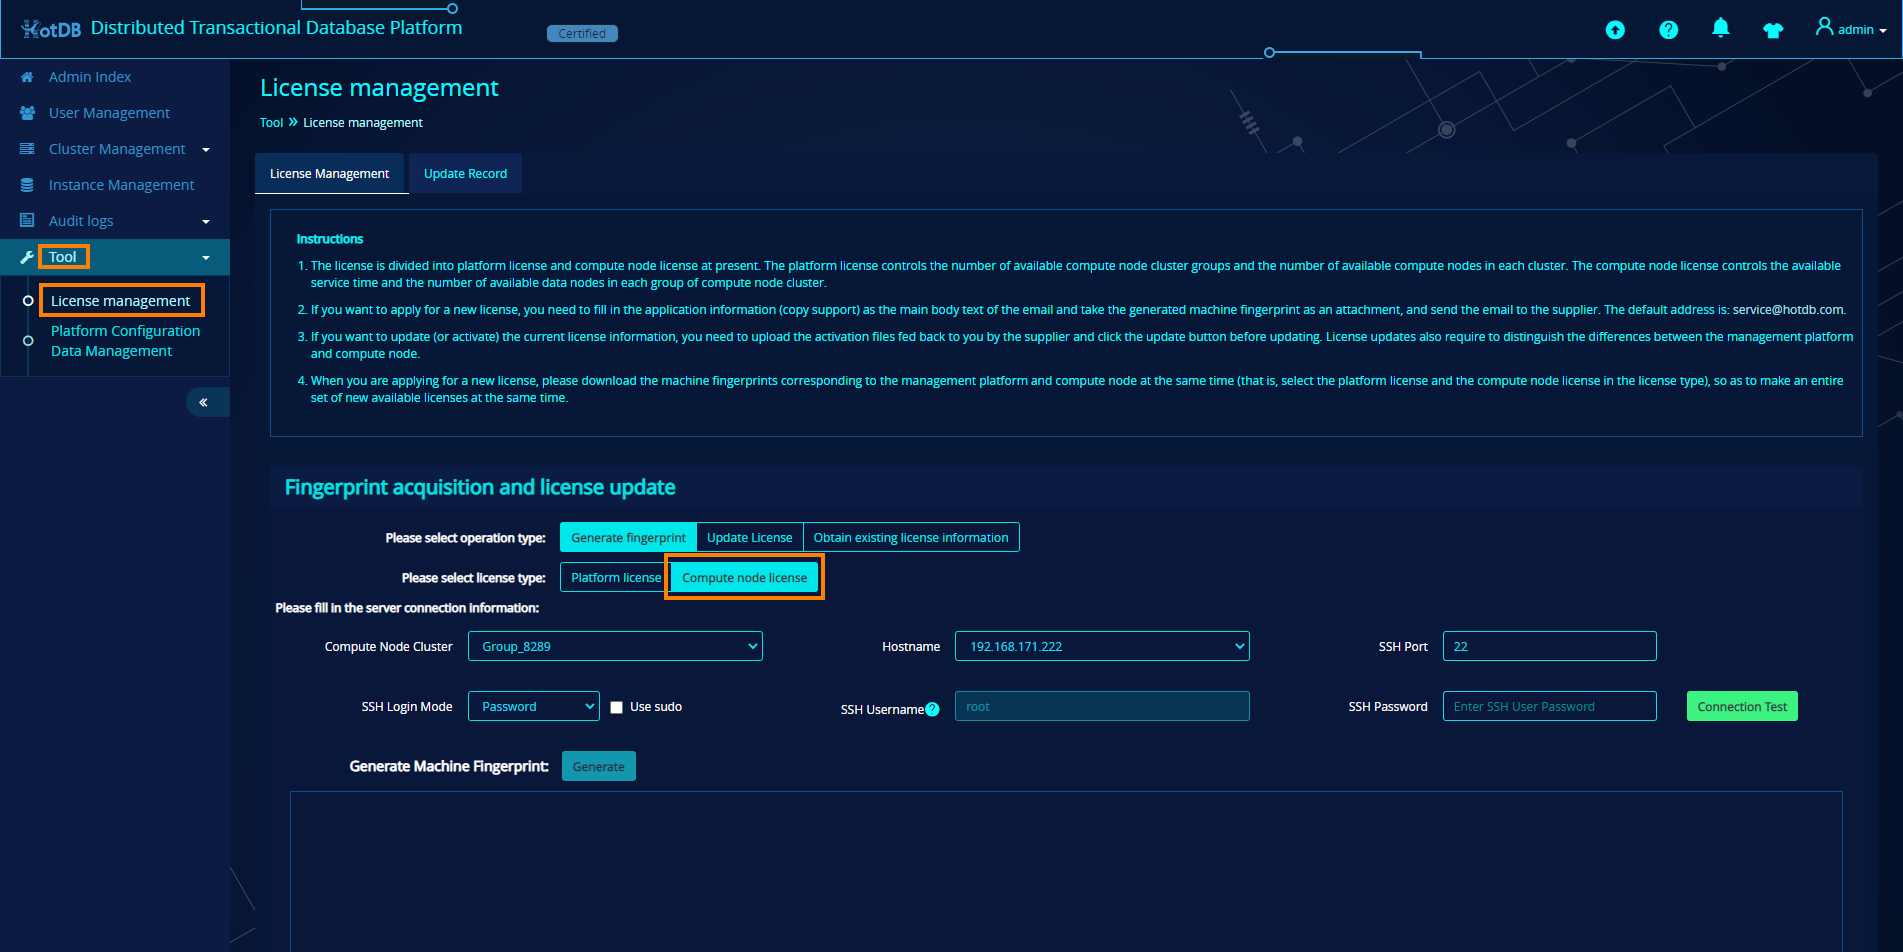 HotDB Distributed Transactional Database Platform
Certified
admin
Admin Index
User Management
Cluster Management
Instance Management
Audit logs
Tool
License management
Platform Configuration
Data Management
License management
Tool » License management
License Management
Update Record
Instructions
1. The license is divided into platform license and compute node license at present. The platform license controls the number of available compute node cluster groups and the number of available compute nodes in each cluster. The compute node license controls the available
service time and the number of available data nodes in each group of compute node cluster.
2. If you want to apply for a new license, you need to fill in the application information (copy support) as the main body text of the email and take the generated machine fingerprint as an attachment, and send the email to the supplier. The default address is: service@hotdb.com.
3. If you want to update (or activate) the current license information, you need to upload the activation files fed back to you by the supplier and click the update button before updating. License updates also require to distinguish the differences between the management platform
and compute node.
4. When you are applying for a new license, please download the machine fingerprints corresponding to the management platform and compute node at the same time (that is, select the platform license and the compute node license in the license type), so as to make an entire
set of new available licenses at the same time.
Fingerprint acquisition and license update
Please select operation type: Generate fingerprint Update License Obtain existing license information
Please select license type: Platform license Compute node license
Please fill in the server connection information:
Compute Node Cluster Group_8289 Hostname 192.168.171.222 SSH Port 22
SSH Login Mode Password Use sudo SSH Username ? root SSH Password Enter SSH User Password Connection Test
Generate Machine Fingerprint: Generate